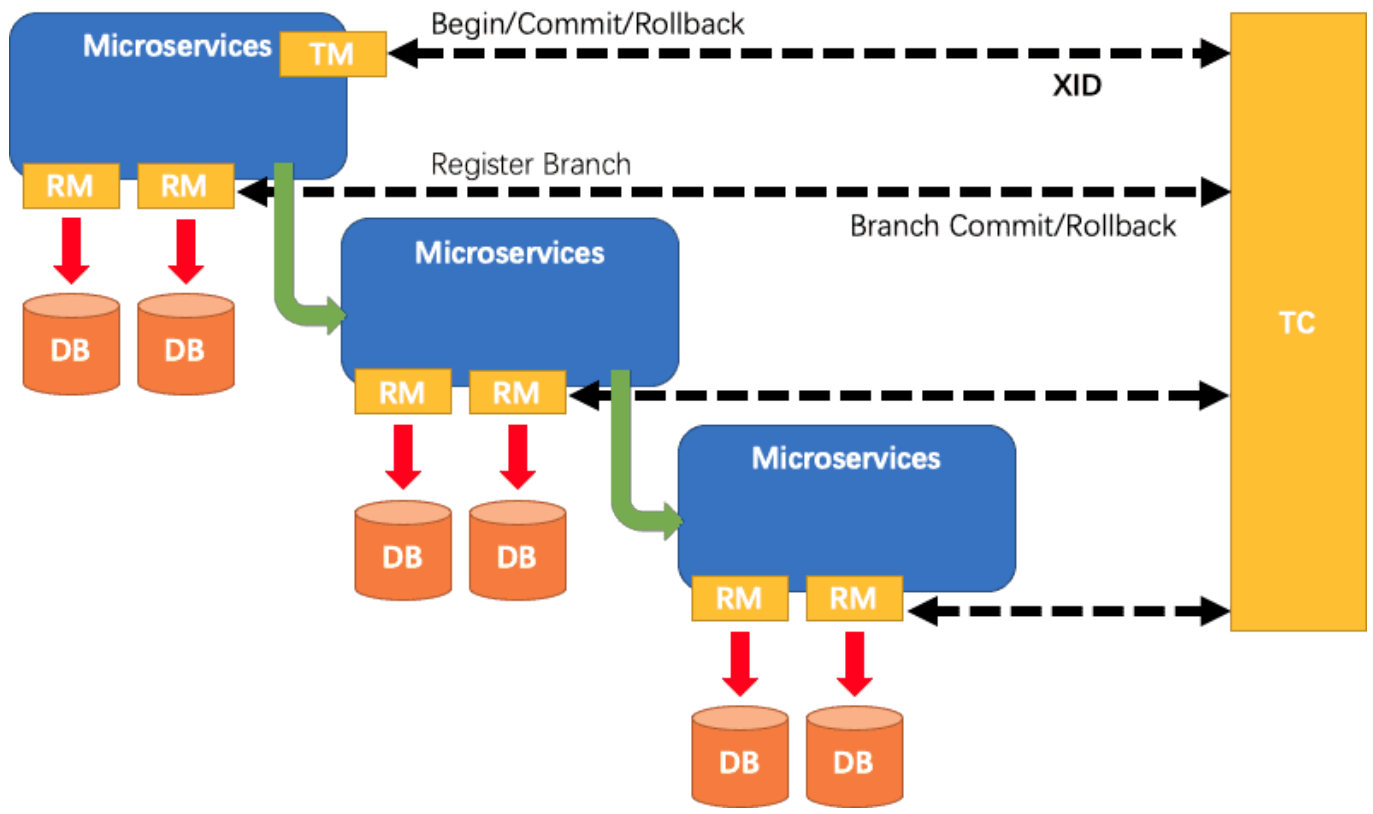 Begin/Commit/Rollback
Microservices
TM
XID
Register Branch
RM
RM
Branch Commit/Rollback
Microservices
TC
DB
DB
RM
RM
Microservices
DB
DB
RM
RM
DB
DB